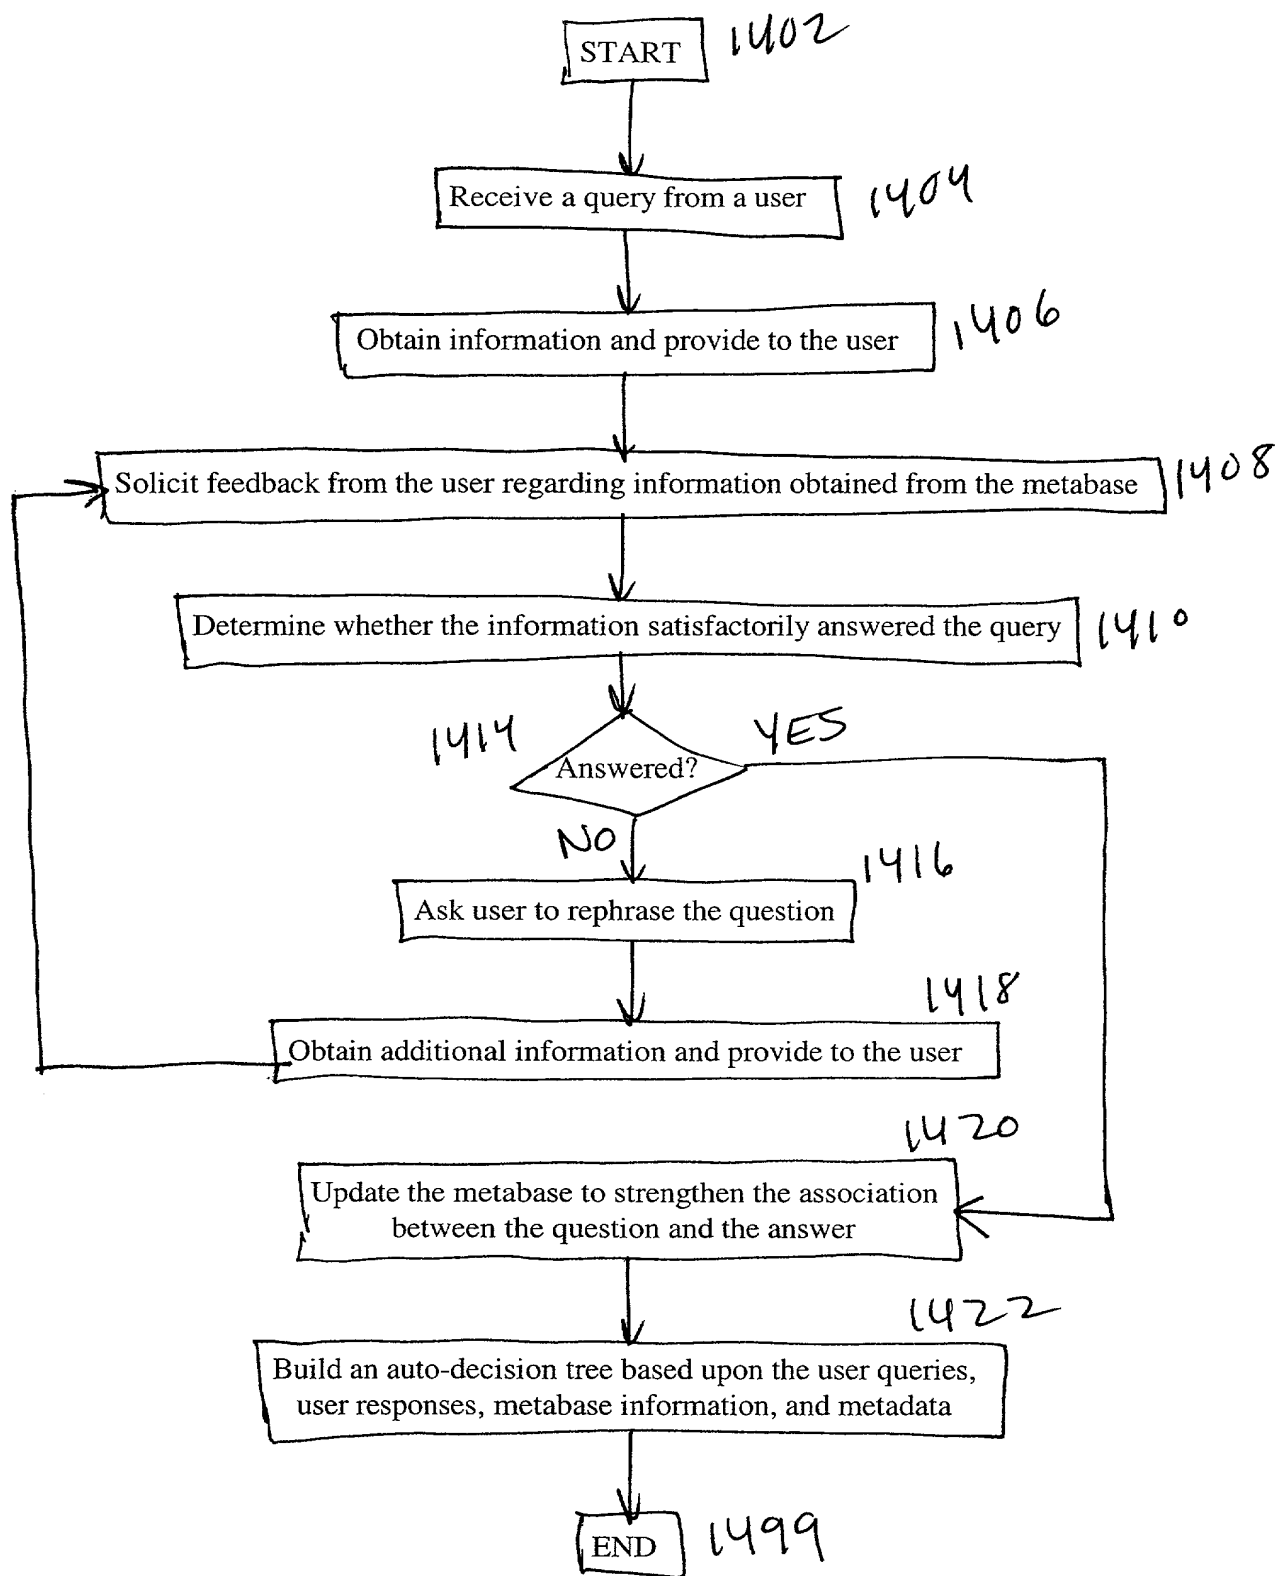 START 1402
Receive a query from a user 1404
Obtain information and provide to the user 1406
Solicit feedback from the user regarding information obtained from the metabase 1408
Determine whether the information satisfactorily answered the query 1410
1414 YES
Answered?
NO
1416
Ask user to rephrase the question
1418
Obtain additional information and provide to the user
1420
Update the metabase to strengthen the association
between the question and the answer
1422
Build an auto-decision tree based upon the user queries,
user responses, metabase information, and metadata
END 1499